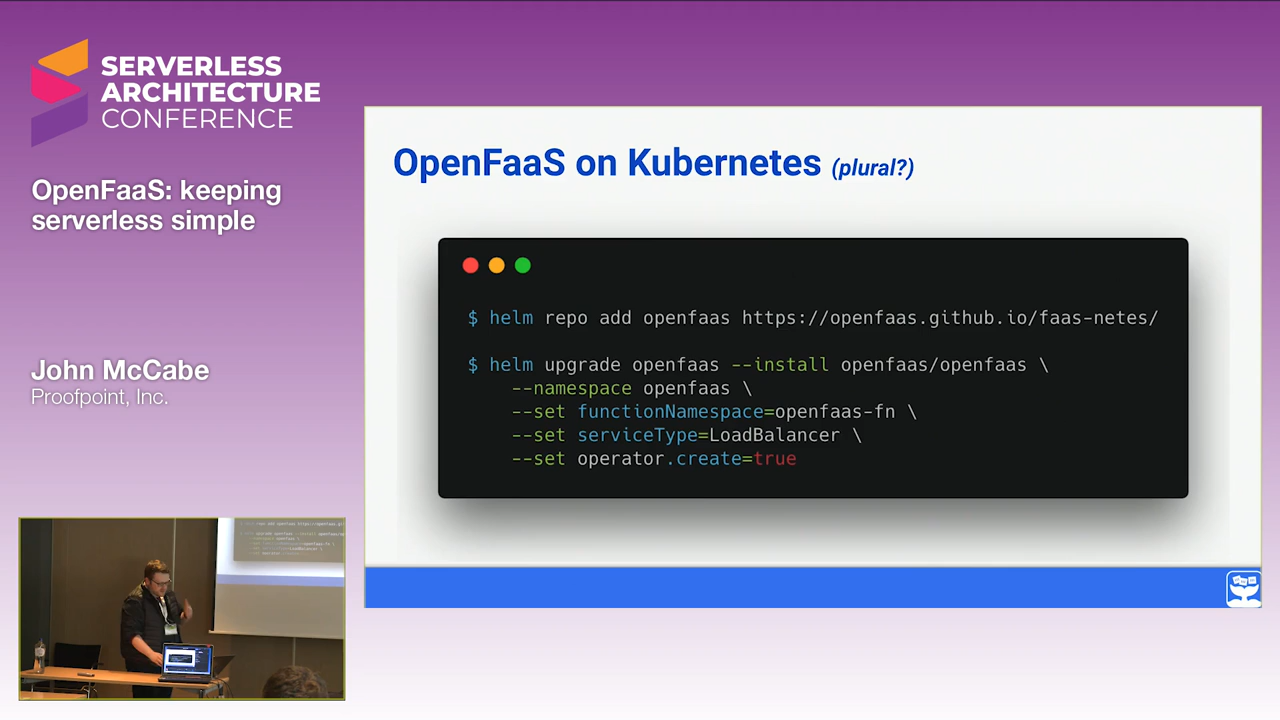 SERVERLESS
ARCHITECTURE
CONFERENCE
OpenFaaS: keeping
serverless simple
John McCabe
Proofpoint, Inc.
OpenFaaS on Kubernetes (plural?)
$ helm repo add openfaas https://openfaas.github.io/faas-netes/
$ helm upgrade openfaas --install openfaas/openfaas \
--namespace openfaas \
--set functionNamespace=openfaas-fn \
--set serviceType=LoadBalancer \
--set operator.create=true